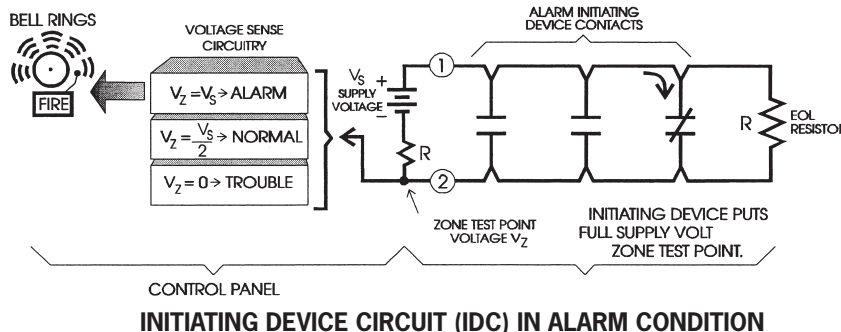 BELL RINGS
FIRE
VOLTAGE SENSE
CIRCUITRY
VZ = VS → ALARM
VZ = VS/2 → NORMAL
VZ = 0 → TROUBLE
VS +
SUPPLY
VOLTAGE −
R
1
2
ALARM INITIATING
DEVICE CONTACTS
R
EOL
RESISTOR
ZONE TEST POINT
VOLTAGE VZ
INITIATING DEVICE PUTS
FULL SUPPLY VOLT
ZONE TEST POINT.
CONTROL PANEL
INITIATING DEVICE CIRCUIT (IDC) IN ALARM CONDITION